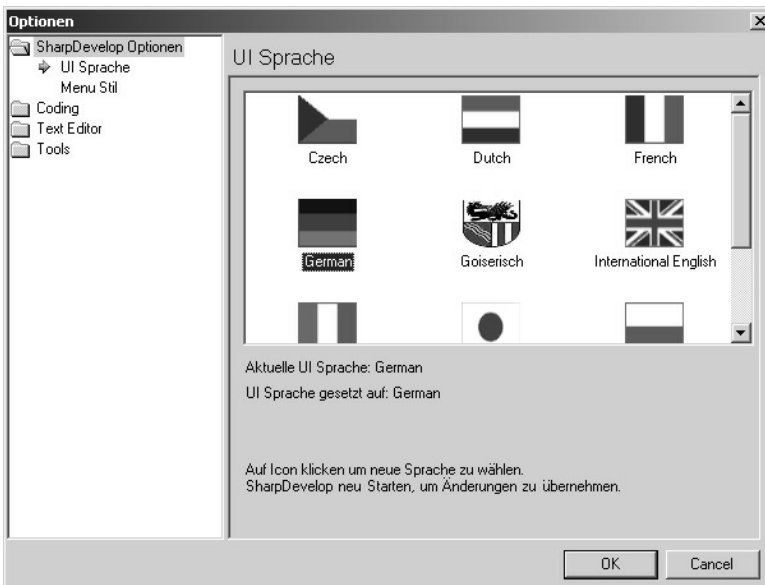 Optionen
SharpDevelop Optionen
UI Sprache
Menu Stil
Coding
Text Editor
Tools
UI Sprache
Czech
Dutch
French
German
Goiserisch
International English
Aktuelle UI Sprache: German
UI Sprache gesetzt auf: German
Auf Icon klicken um neue Sprache zu wählen.
SharpDevelop neu Starten, um Änderungen zu übernehmen.
OK
Cancel